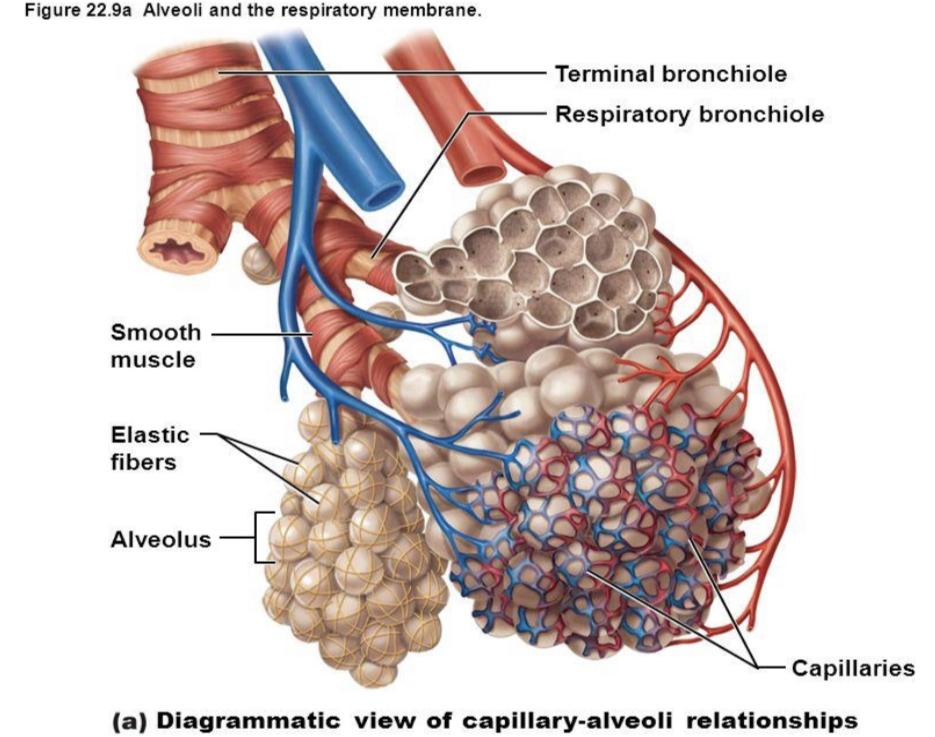 Figure 22.9a Alveoli and the respiratory membrane.
Terminal bronchiole
Respiratory bronchiole
Smooth
muscle
Elastic
fibers
Alveolus
Capillaries
(a) Diagrammatic view of capillary-alveoli relationships